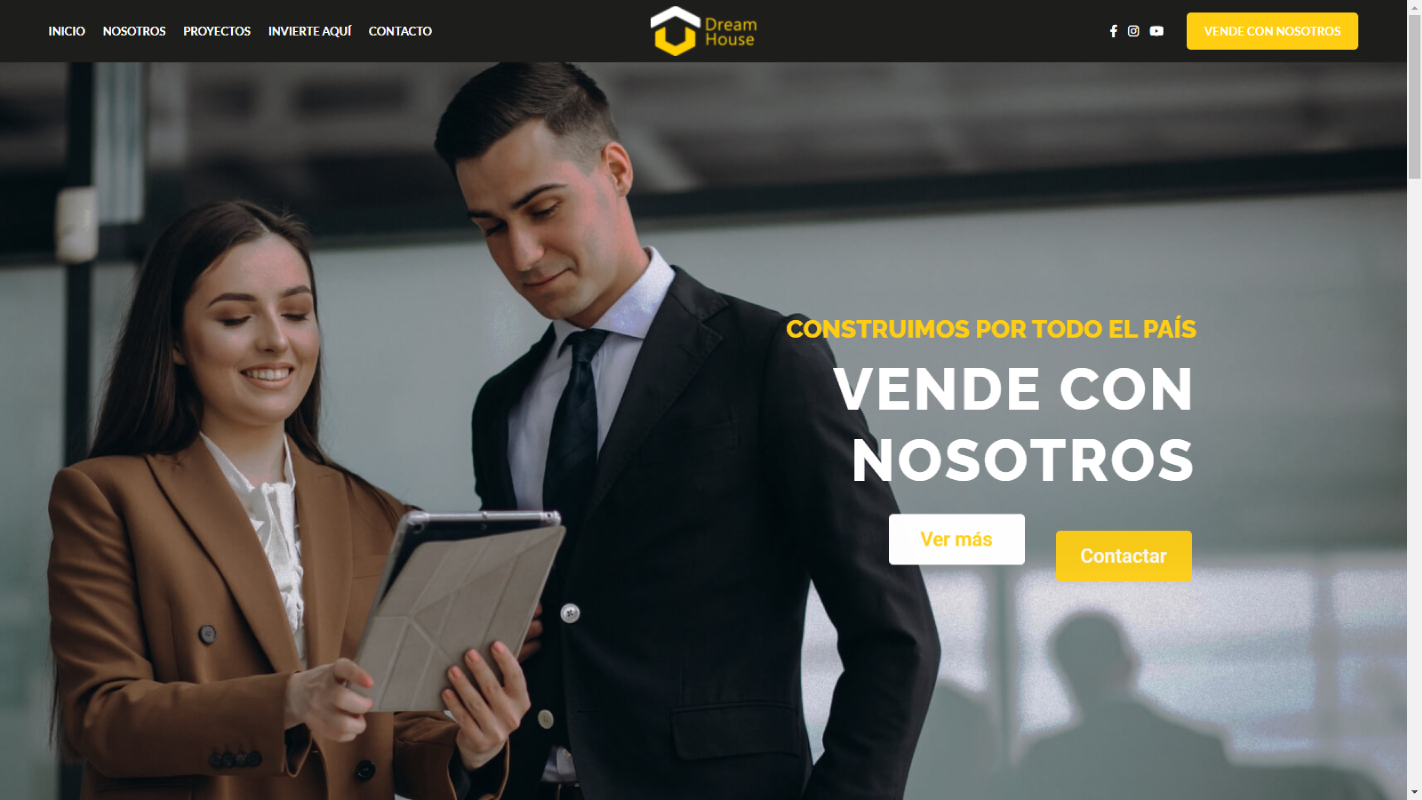 INICIO
NOSOTROS
PROYECTOS
INVIERTE AQUÍ
CONTACTO
Dream
House
VENDE CON NOSOTROS
CONSTRUIMOS POR TODO EL PAÍS
VENDE CON
NOSOTROS
Ver más
Contactar